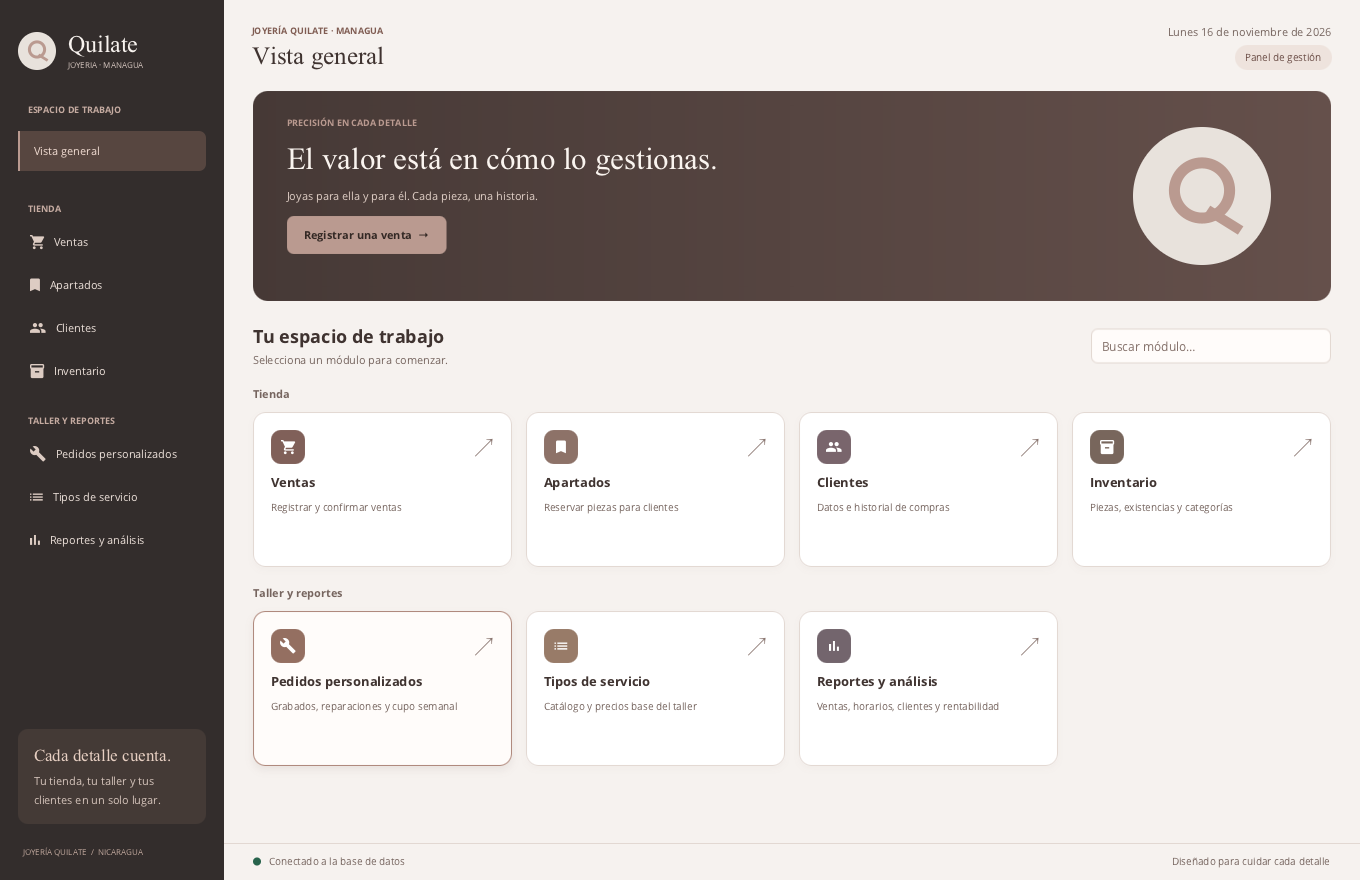 Quilate
JOYERÍA · MANAGUA
ESPACIO DE TRABAJO
Vista general
TIENDA
Ventas
Apartados
Clientes
Inventario
TALLER Y REPORTES
Pedidos personalizados
Tipos de servicio
Reportes y análisis
Cada detalle cuenta.
Tu tienda, tu taller y tus
clientes en un solo lugar.
JOYERÍA QUILATE / NICARAGUA
JOYERÍA QUILATE · MANAGUA
Vista general
Lunes 16 de noviembre de 2026
Panel de gestión
PRECISIÓN EN CADA DETALLE
El valor está en cómo lo gestionas.
Joyas para ella y para él. Cada pieza, una historia.
Registrar una venta →
Tu espacio de trabajo
Selecciona un módulo para comenzar.
Buscar módulo...
Tienda
Ventas
Registrar y confirmar ventas
Apartados
Reservar piezas para clientes
Clientes
Datos e historial de compras
Inventario
Piezas, existencias y categorías
Taller y reportes
Pedidos personalizados
Grabados, reparaciones y cupo semanal
Tipos de servicio
Catálogo y precios base del taller
Reportes y análisis
Ventas, horarios, clientes y rentabilidad
Conectado a la base de datos
Diseñado para cuidar cada detalle